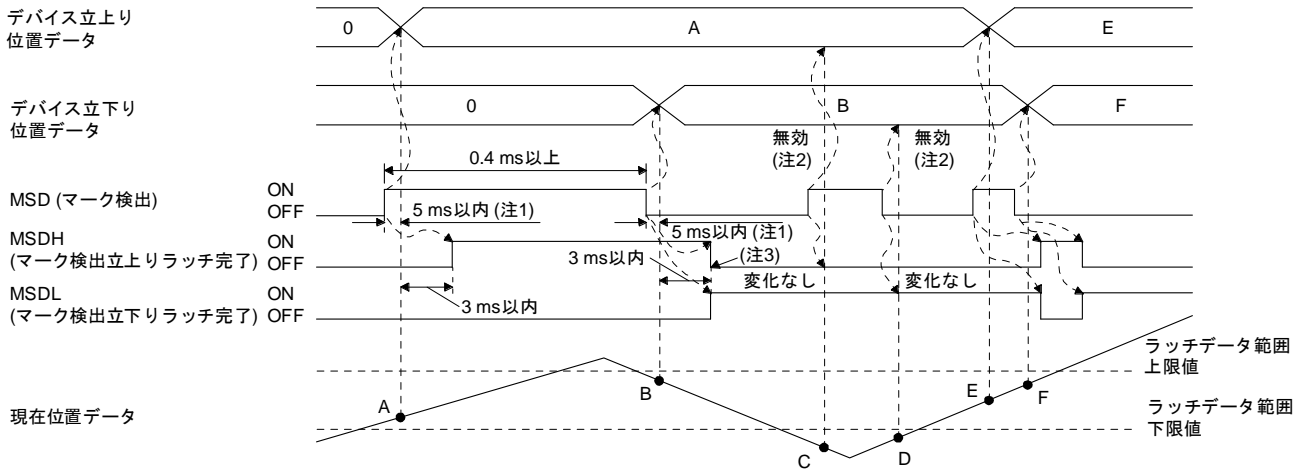 デバイス立上り
位置データ
0
A
E
デバイス立下り
位置データ
0
B
F
無効
(注2)
無効
(注2)
0.4 ms以上
MSD (マーク検出)
ON
OFF
5 ms以内 (注1)
5 ms以内 (注1)
MSDH
(マーク検出立上りラッチ完了)
ON
OFF
(注3)
3 ms以内
変化なし
変化なし
MSDL
(マーク検出立下りラッチ完了)
ON
OFF
3 ms以内
ラッチデータ範囲
上限値
現在位置データ
A
B
C
D
E
F
ラッチデータ範囲
下限値